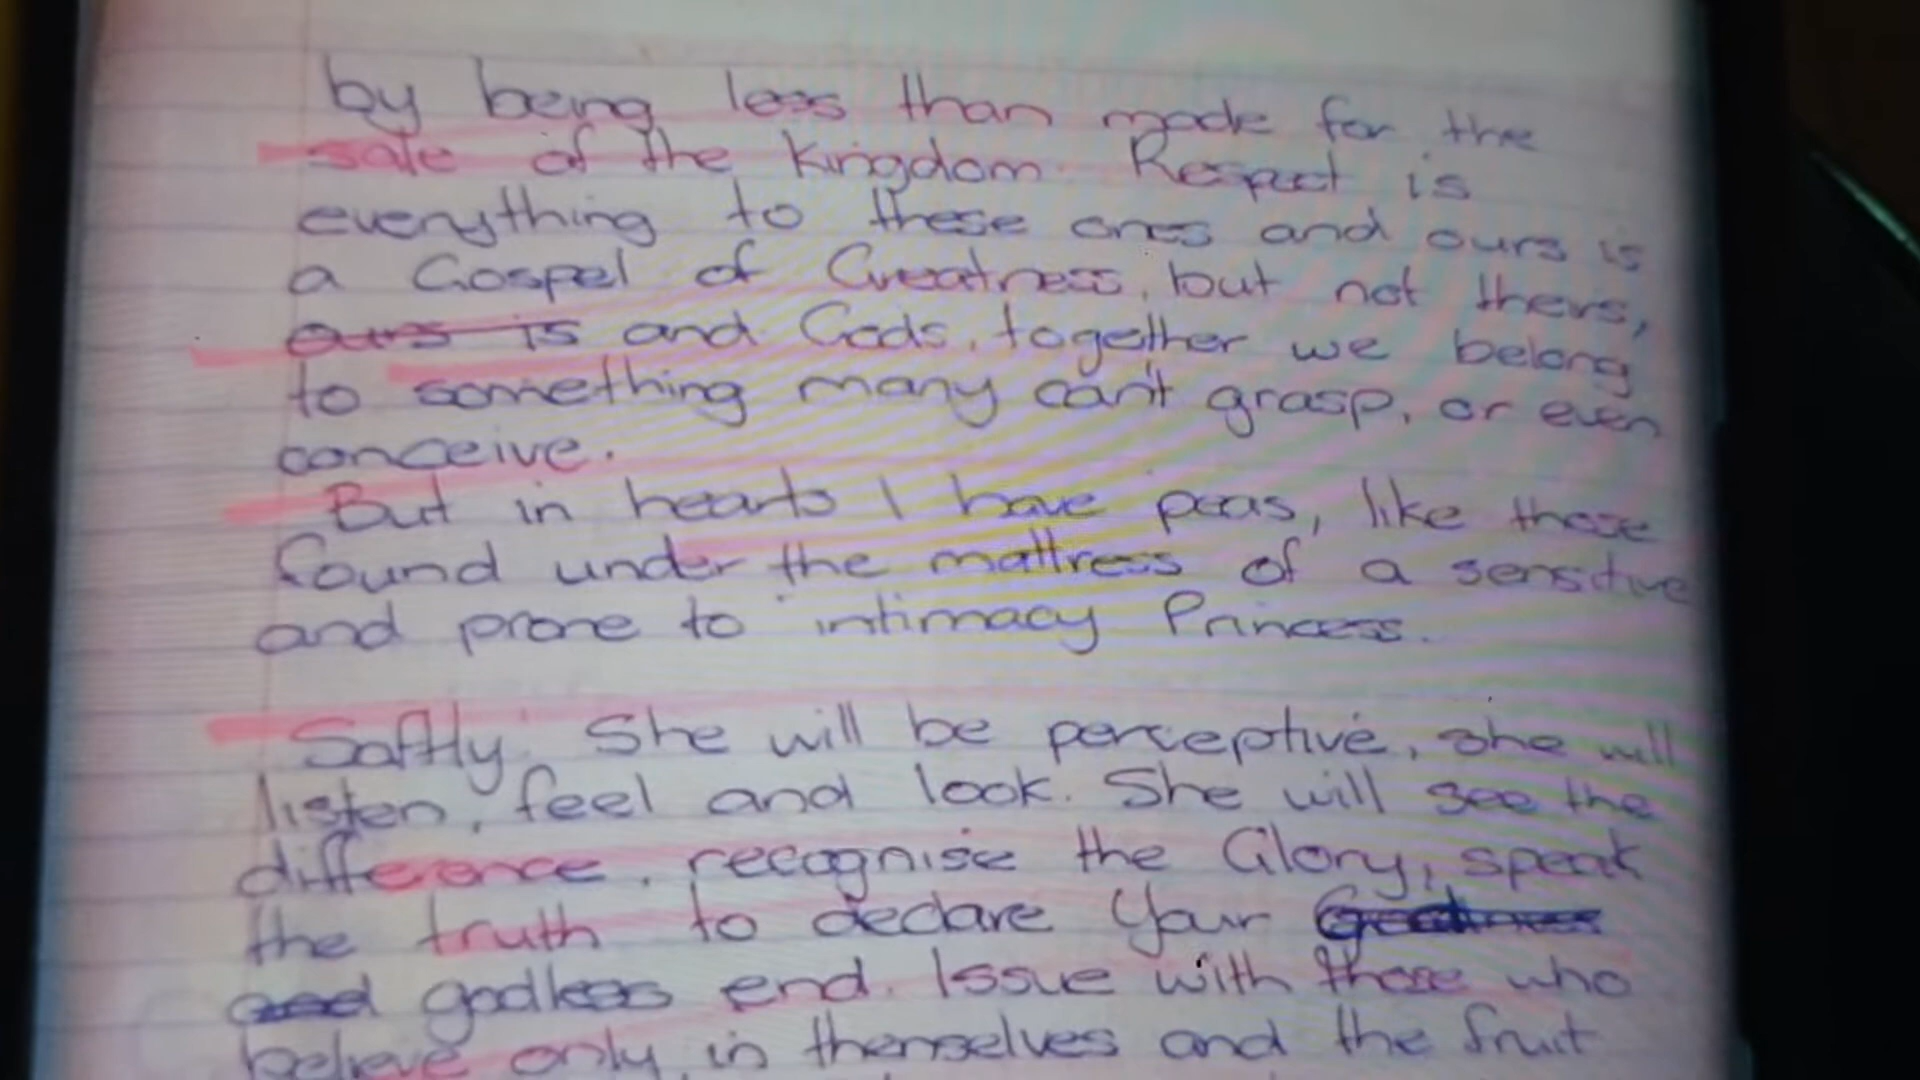 by being less than made for the
sale of the Kingdom. Respect is
everything to these ones and ours is
a Gospel of Greatness, but not theirs,
ours is and Gods, together we belong
to something many can't grasp, or even
conceive.
But in hearts I have peas, like those
found under the mattress of a sensitive
and prone to intimacy Princess.
Softly. She will be perceptive, she will
listen, feel and look. She will see the
difference, recognise the Glory, speak
the truth to declare Your
and godless end. Issue with those who
believe only in themselves and the fruit